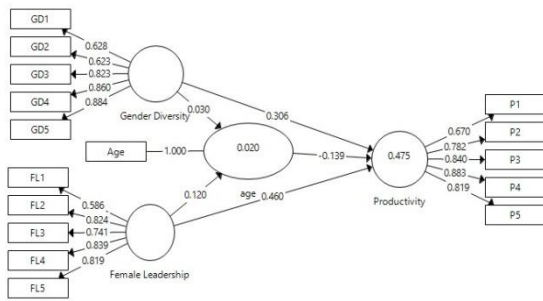 GD1
GD2
GD3
GD4
GD5
0.628
0.623
0.823
0.860
0.884
Gender Diversity
0.030
0.306
Age
1.000
0.020
age
-0.139
0.475
Productivity
P1
P2
P3
P4
P5
0.670
0.782
0.840
0.883
0.819
FL1
FL2
FL3
FL4
FL5
0.586
0.824
0.741
0.839
0.819
0.120
0.460
Female Leadership